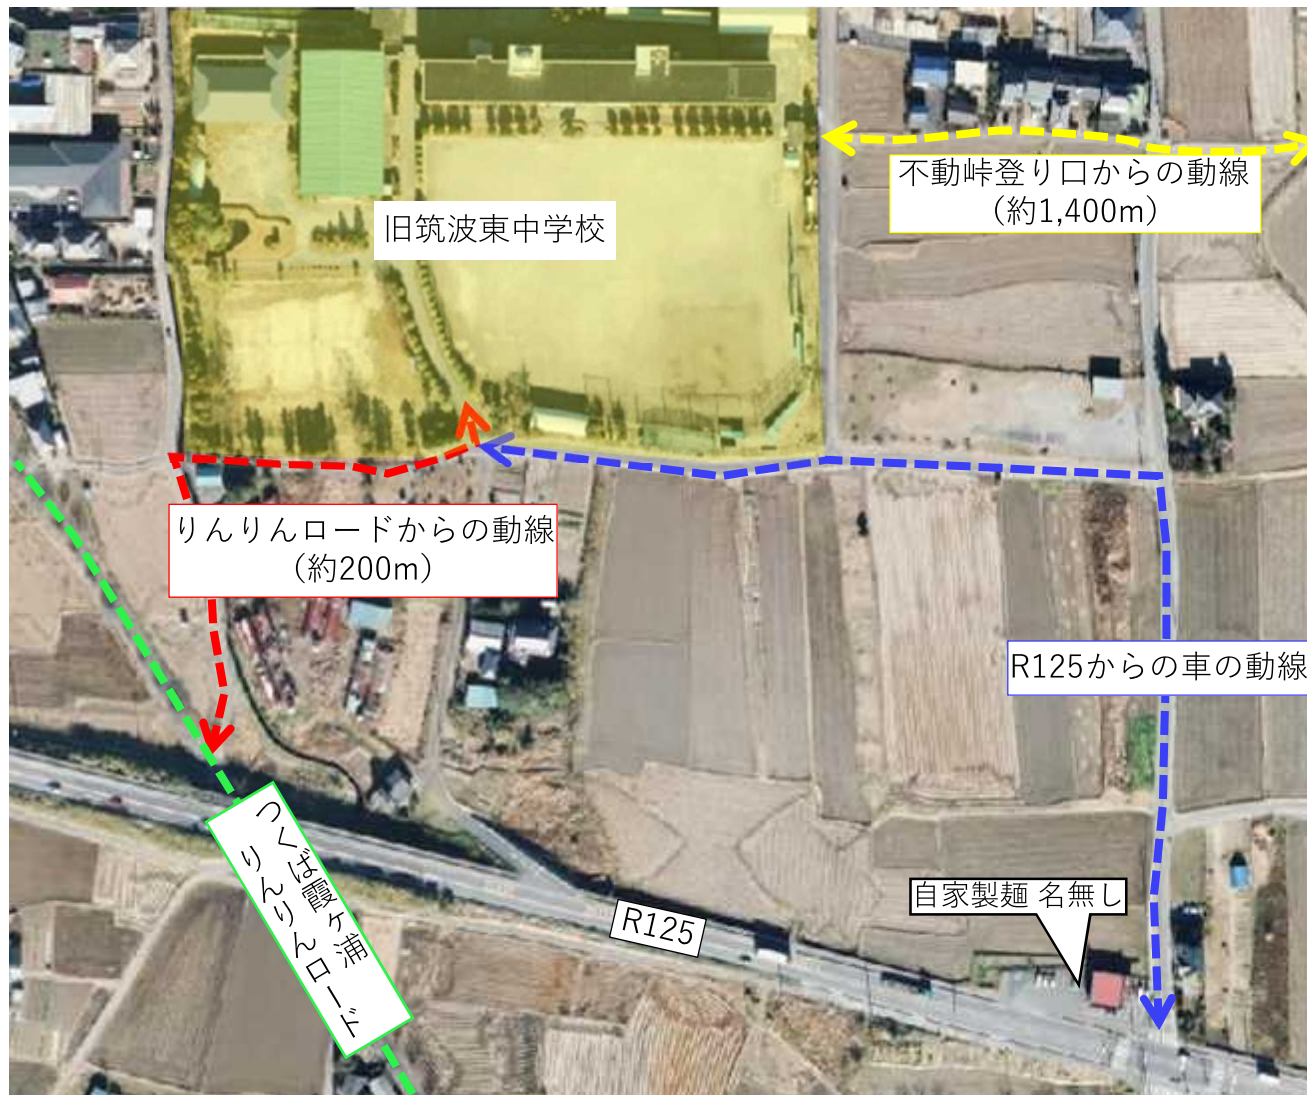 不動峠登り口からの動線
（約1,400m）
旧筑波東中学校
りんりんロードからの動線
（約200m）
R125からの車の動線
つくば霞ヶ浦
りんりんロード
自家製麺 名無し
R125